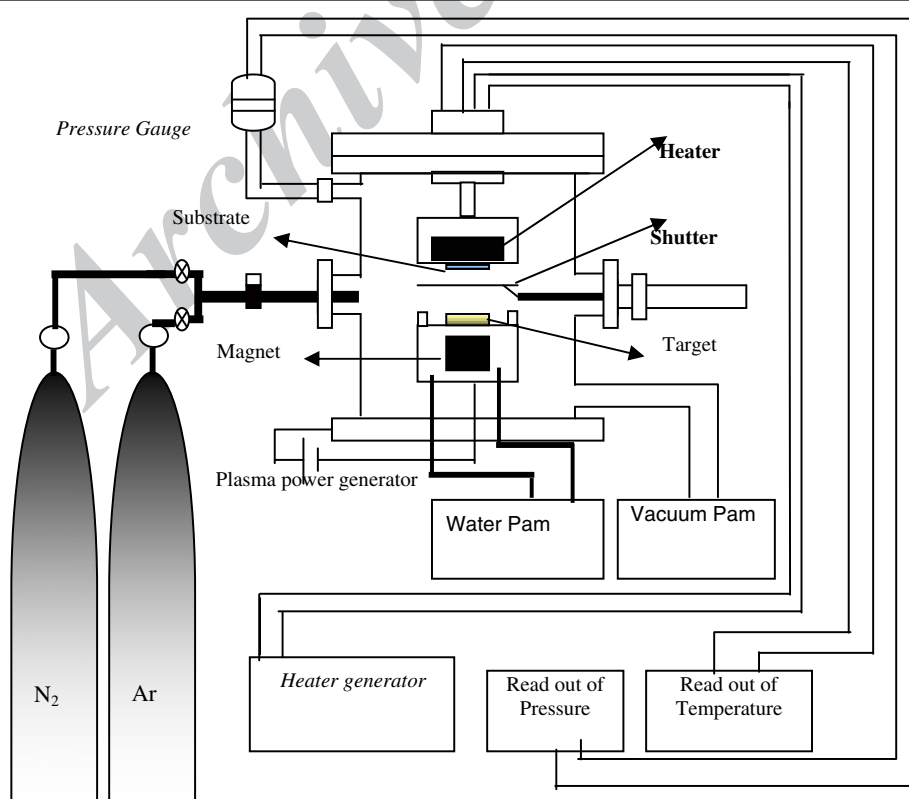 Archive
Pressure Gauge
Heater
Substrate
Shutter
Magnet
Target
Plasma power generator
Water Pam
Vacuum Pam
N₂
Ar
Heater generator
Read out of
Pressure
Read out of
Temperature